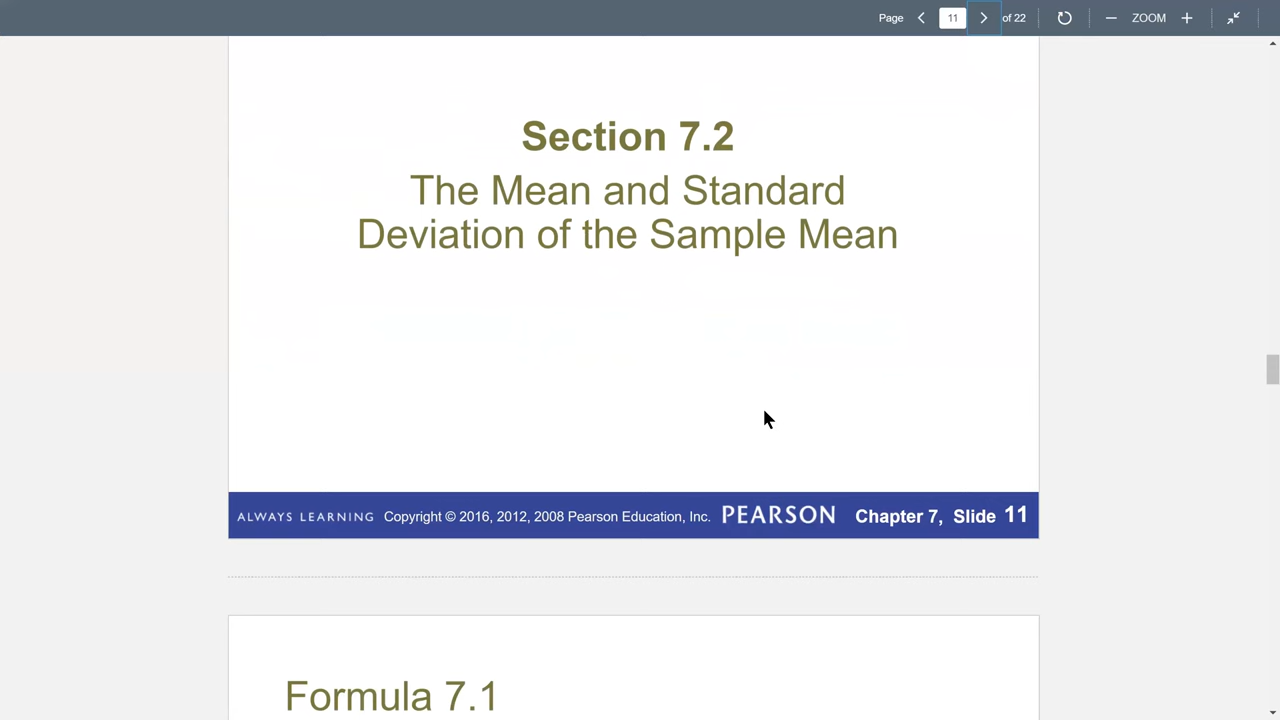 Page 11 of 22 ZOOM
Section 7.2
The Mean and Standard
Deviation of the Sample Mean
ALWAYS LEARNING Copyright © 2016, 2012, 2008 Pearson Education, Inc. PEARSON Chapter 7, Slide 11
Formula 7.1